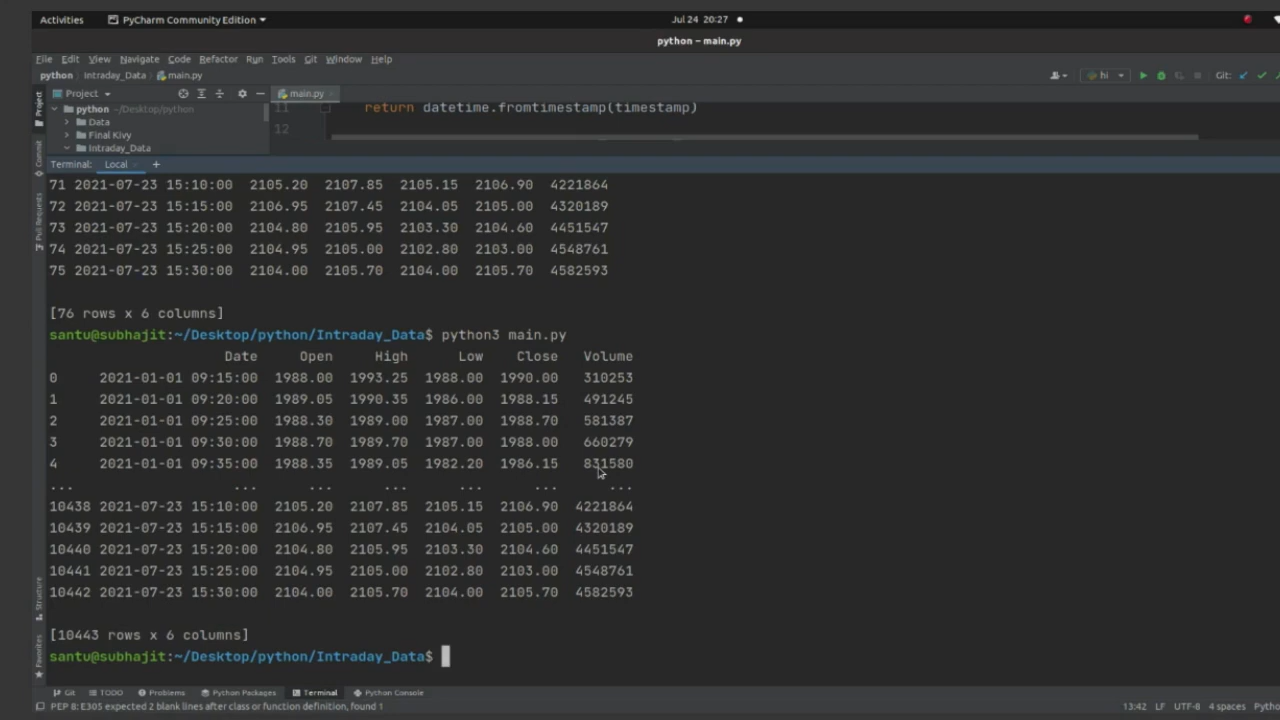 Activities PyCharm Community Edition Jul 24 20:27
python – main.py
File Edit View Navigate Code Refactor Run Tools Git Window Help
python Intraday_Data main.py hi Git:
Project main.py
Project
11 return datetime.fromtimestamp(timestamp)
12
python ~/Desktop/python
Data
Final Kivy
Intraday_Data
Commit
Pull Requests
Terminal: Local +
71 2021-07-23 15:10:00 2105.20 2107.85 2105.15 2106.90 4221864
72 2021-07-23 15:15:00 2106.95 2107.45 2104.05 2105.00 4320189
73 2021-07-23 15:20:00 2104.80 2105.95 2103.30 2104.60 4451547
74 2021-07-23 15:25:00 2104.95 2105.00 2102.80 2103.00 4548761
75 2021-07-23 15:30:00 2104.00 2105.70 2104.00 2105.70 4582593
[76 rows x 6 columns]
santu@subhajit:~/Desktop/python/Intraday_Data$ python3 main.py
Date Open High Low Close Volume
0 2021-01-01 09:15:00 1988.00 1993.25 1988.00 1990.00 310253
1 2021-01-01 09:20:00 1989.05 1990.35 1986.00 1988.15 491245
2 2021-01-01 09:25:00 1988.30 1989.00 1987.00 1988.70 581387
3 2021-01-01 09:30:00 1988.70 1989.70 1987.00 1988.00 660279
4 2021-01-01 09:35:00 1988.35 1989.05 1982.20 1986.15 831580
... ... ... ... ... ... ...
10438 2021-07-23 15:10:00 2105.20 2107.85 2105.15 2106.90 4221864
10439 2021-07-23 15:15:00 2106.95 2107.45 2104.05 2105.00 4320189
10440 2021-07-23 15:20:00 2104.80 2105.95 2103.30 2104.60 4451547
10441 2021-07-23 15:25:00 2104.95 2105.00 2102.80 2103.00 4548761
10442 2021-07-23 15:30:00 2104.00 2105.70 2104.00 2105.70 4582593
[10443 rows x 6 columns]
santu@subhajit:~/Desktop/python/Intraday_Data$
Structure
Favorites
Git TODO Problems Python Packages Terminal Python Console
PEP 8: E305 expected 2 blank lines after class or function definition, found 1 13:42 LF UTF-8 4 spaces Pytho